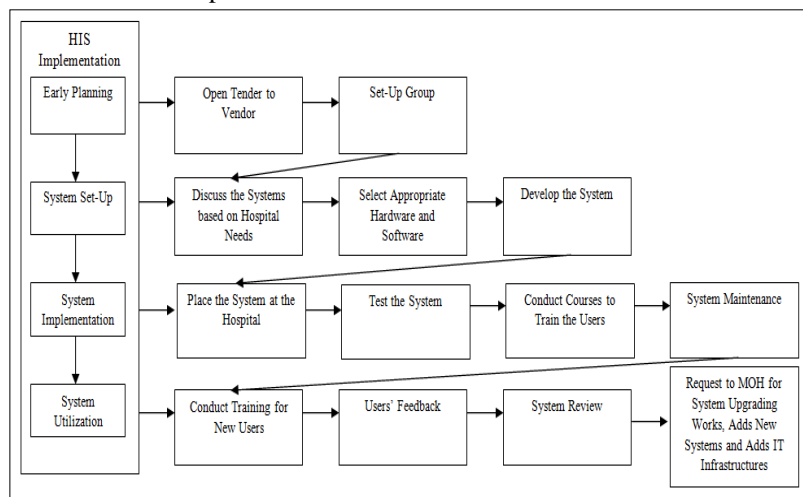 HIS
Implementation
Early Planning
Open Tender to
Vendor
Set-Up Group
System Set-Up
Discuss the Systems
based on Hospital
Needs
Select Appropriate
Hardware and
Software
Develop the System
System
Implementation
Place the System at the
Hospital
Test the System
Conduct Courses to
Train the Users
System Maintenance
System
Utilization
Conduct Training for
New Users
Users' Feedback
System Review
Request to MOH for
System Upgrading
Works, Adds New
Systems and Adds IT
Infrastructures